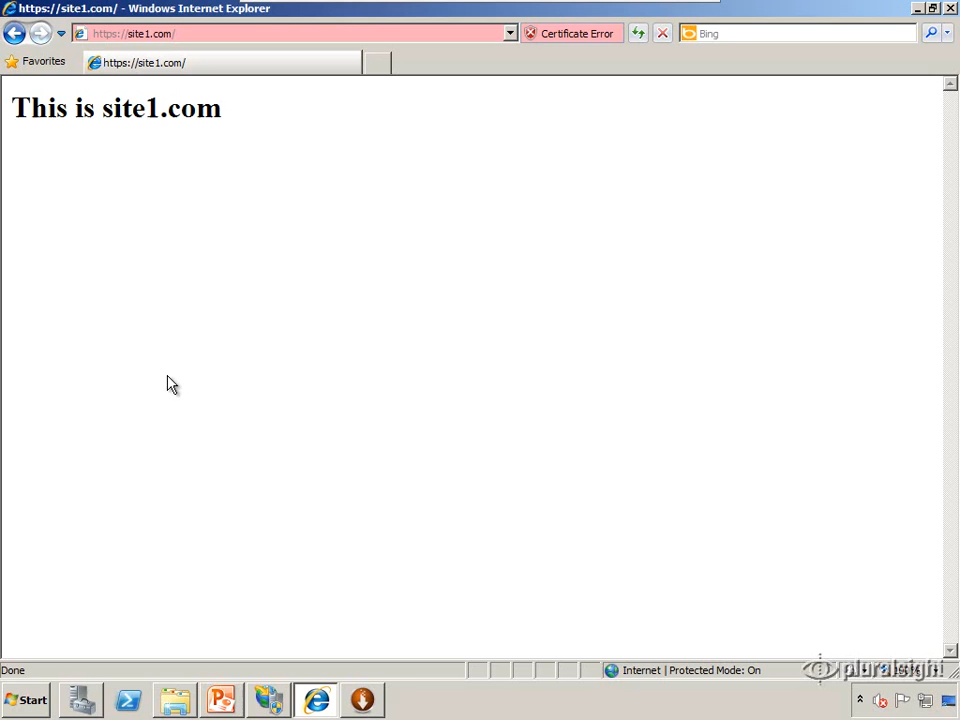 https://site1.com/ - Windows Internet Explorer
https://site1.com/
Certificate Error
Bing
Favorites
https://site1.com/
This is site1.com
Done
Internet | Protected Mode: On
pluralsight
Start